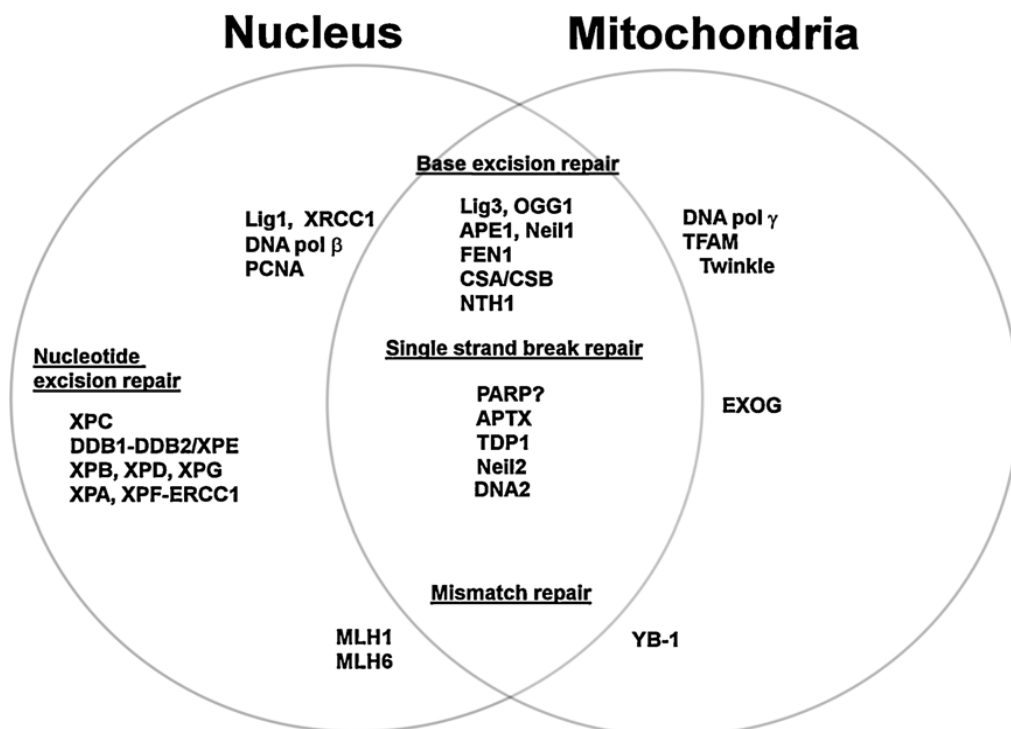 Nucleus
Mitochondria
Base excision repair
Lig1, XRCC1
DNA pol β
PCNA
Lig3, OGG1
APE1, Neil1
FEN1
CSA/CSB
NTH1
DNA pol γ
TFAM
Twinkle
Nucleotide
excision repair
XPC
DDB1-DDB2/XPE
XPB, XPD, XPG
XPA, XPF-ERCC1
Single strand break repair
PARP?
APTX
TDP1
Neil2
DNA2
EXOG
Mismatch repair
MLH1
MLH6
YB-1